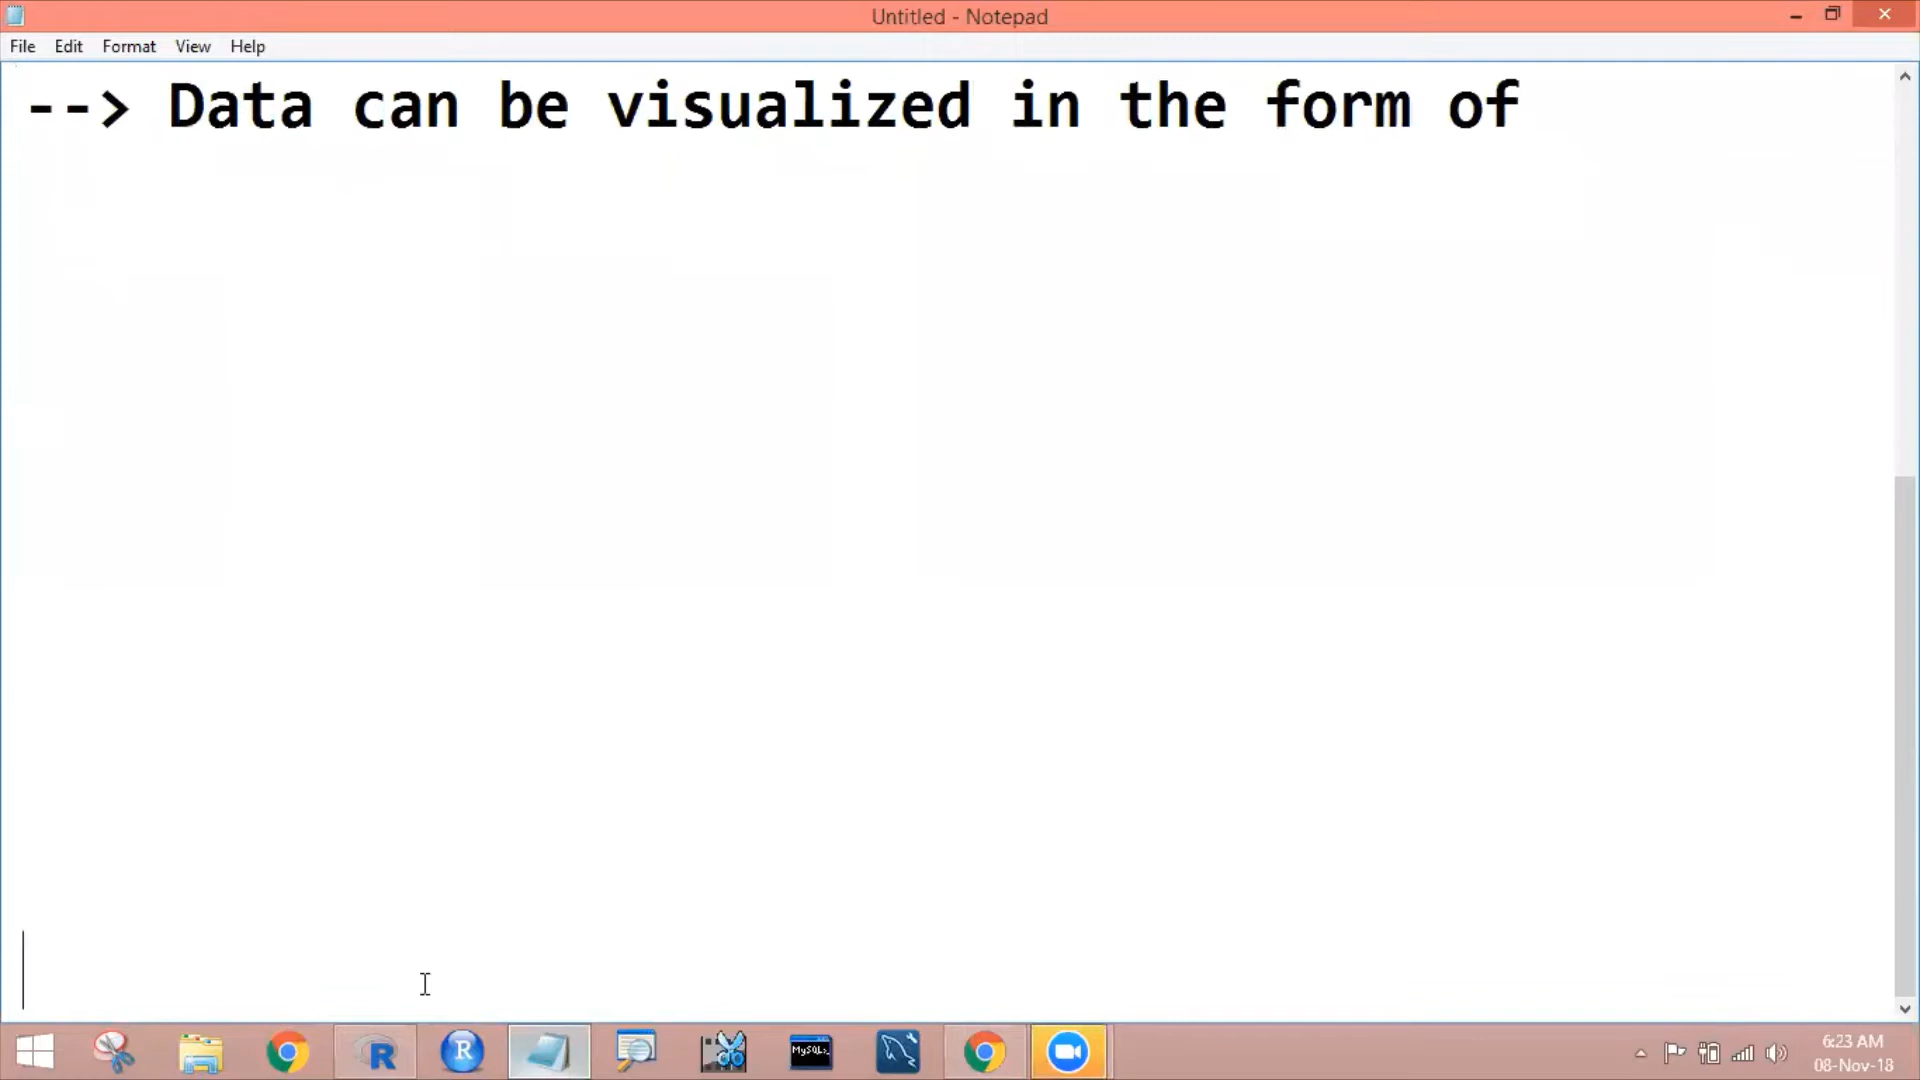 Untitled - Notepad
File Edit Format View Help
--> Data can be visualized in the form of
R
R
MySQL>_
6:23 AM
08-Nov-18